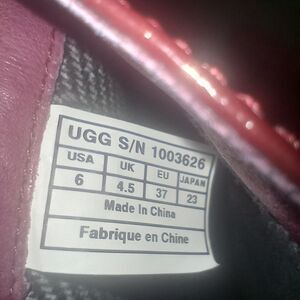 UGG S/N 1003626
USA UK EU JAPAN
6 4.5 37 23
Made In China
Fabrique en Chine